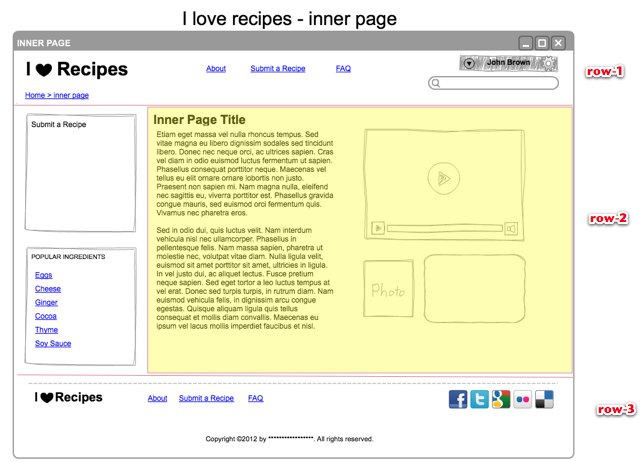 I love recipes - inner page
INNER PAGE
I Recipes
About Submit a Recipe FAQ
John Brown
row-1
Home > inner page
Submit a Recipe
Inner Page Title
Etiam eget massa vel nulla rhoncus tempus. Sed
vitae magna eu libero dignissim sodales sed tincidunt
libero. Donec nec neque orci, ac ultrices sapien. Cras
vel diam in odio euismod luctus fermentum ut sapien.
Phasellus consequat porttitor neque. Maecenas vel
tellus eu elit ornare ornare lobortis non justo.
Praesent non sapien mi. Nam magna nulla, eleifend
nec sagittis eu, viverra porttitor est. Phasellus gravida
congue mauris, sed euismod orci fermentum quis.
Vivamus nec pharetra eros.
Sed in odio dui, quis luctus velit. Nam interdum
vehicula nisl nec ullamcorper. Phasellus in
pellentesque felis. Nam massa sapien, pharetra ut
molestie nec, volutpat vitae diam. Nulla ligula velit,
euismod sit amet porttitor sit amet, ultricies in ligula.
In vel justo dui, ac aliquet lectus. Fusce pretium
neque sapien. Sed eget tortor a leo luctus tempus at
vel erat. Donec sed turpis turpis, in rutrum diam. Nam
euismod vehicula felis, in dignissim arcu congue
egestas. Quisque aliquam ligula quis tellus
consequat et mollis diam convallis. Maecenas eu
ipsum vel lacus mollis imperdiet faucibus et nisl.
Photo
row-2
POPULAR INGREDIENTS
Eggs
Cheese
Ginger
Cocoa
Thyme
Soy Sauce
I Recipes
About Submit a Recipe FAQ
row-3
Copyright ©2012 by *****************. All rights reserved.